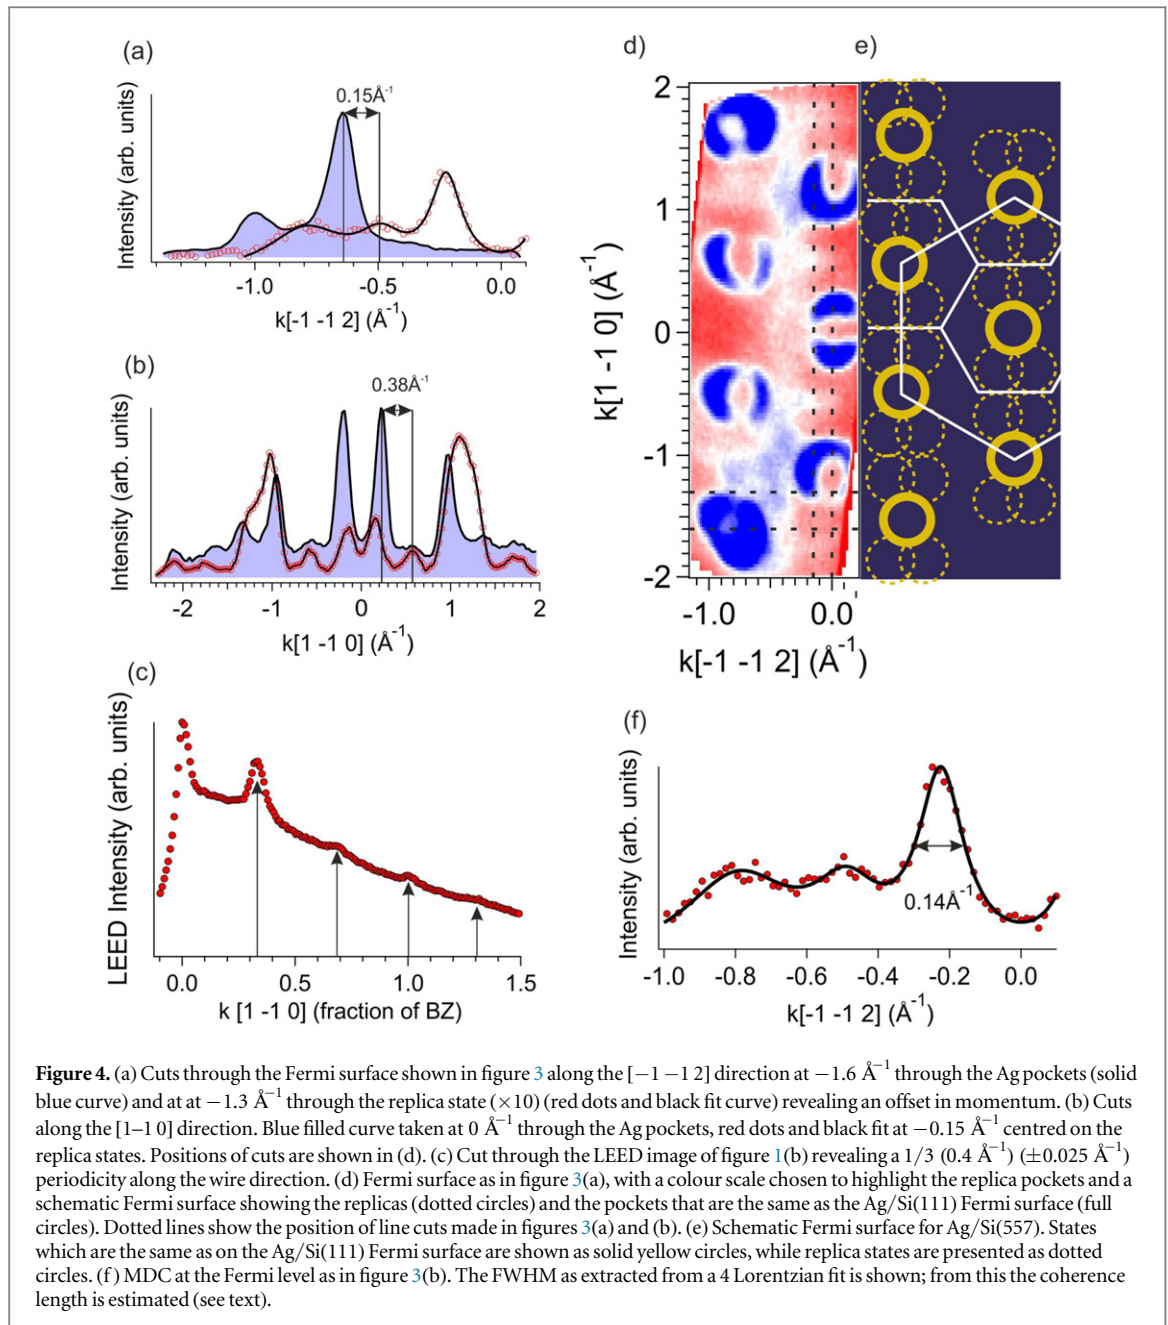 (a)
Intensity (arb. units)
0.15Å-1
-1.0 -0.5 0.0
k[-1 -1 2] (Å-1)
(b)
Intensity (arb. units)
0.38Å-1
-2 -1 0 1 2
k[1 -1 0] (Å-1)
(c)
LEED Intensity (arb. units)
0.0 0.5 1.0 1.5
k [1 -1 0] (fraction of BZ)
d)
k[1 -1 0] (Å-1)
2
1
0
-1
-2
-1.0 0.0
k[-1 -1 2] (Å-1)
e)
(f)
Intensity (arb. units)
0.14Å-1
-1.0 -0.8 -0.6 -0.4 -0.2 0.0
k[-1 -1 2] (Å-1)
Figure 4. (a) Cuts through the Fermi surface shown in figure 3 along the [−1 −1 2] direction at −1.6 Å−1 through the Ag pockets (solid
blue curve) and at at −1.3 Å−1 through the replica state (×10) (red dots and black fit curve) revealing an offset in momentum. (b) Cuts
along the [1–1 0] direction. Blue filled curve taken at 0 Å−1 through the Ag pockets, red dots and black fit at −0.15 Å−1 centred on the
replica states. Positions of cuts are shown in (d). (c) Cut through the LEED image of figure 1(b) revealing a 1/3 (0.4 Å−1) (±0.025 Å−1)
periodicity along the wire direction. (d) Fermi surface as in figure 3(a), with a colour scale chosen to highlight the replica pockets and a
schematic Fermi surface showing the replicas (dotted circles) and the pockets that are the same as the Ag/Si(111) Fermi surface (full
circles). Dotted lines show the position of line cuts made in figures 3(a) and (b). (e) Schematic Fermi surface for Ag/Si(557). States
which are the same as on the Ag/Si(111) Fermi surface are shown as solid yellow circles, while replica states are presented as dotted
circles. (f) MDC at the Fermi level as in figure 3(b). The FWHM as extracted from a 4 Lorentzian fit is shown; from this the coherence
length is estimated (see text).